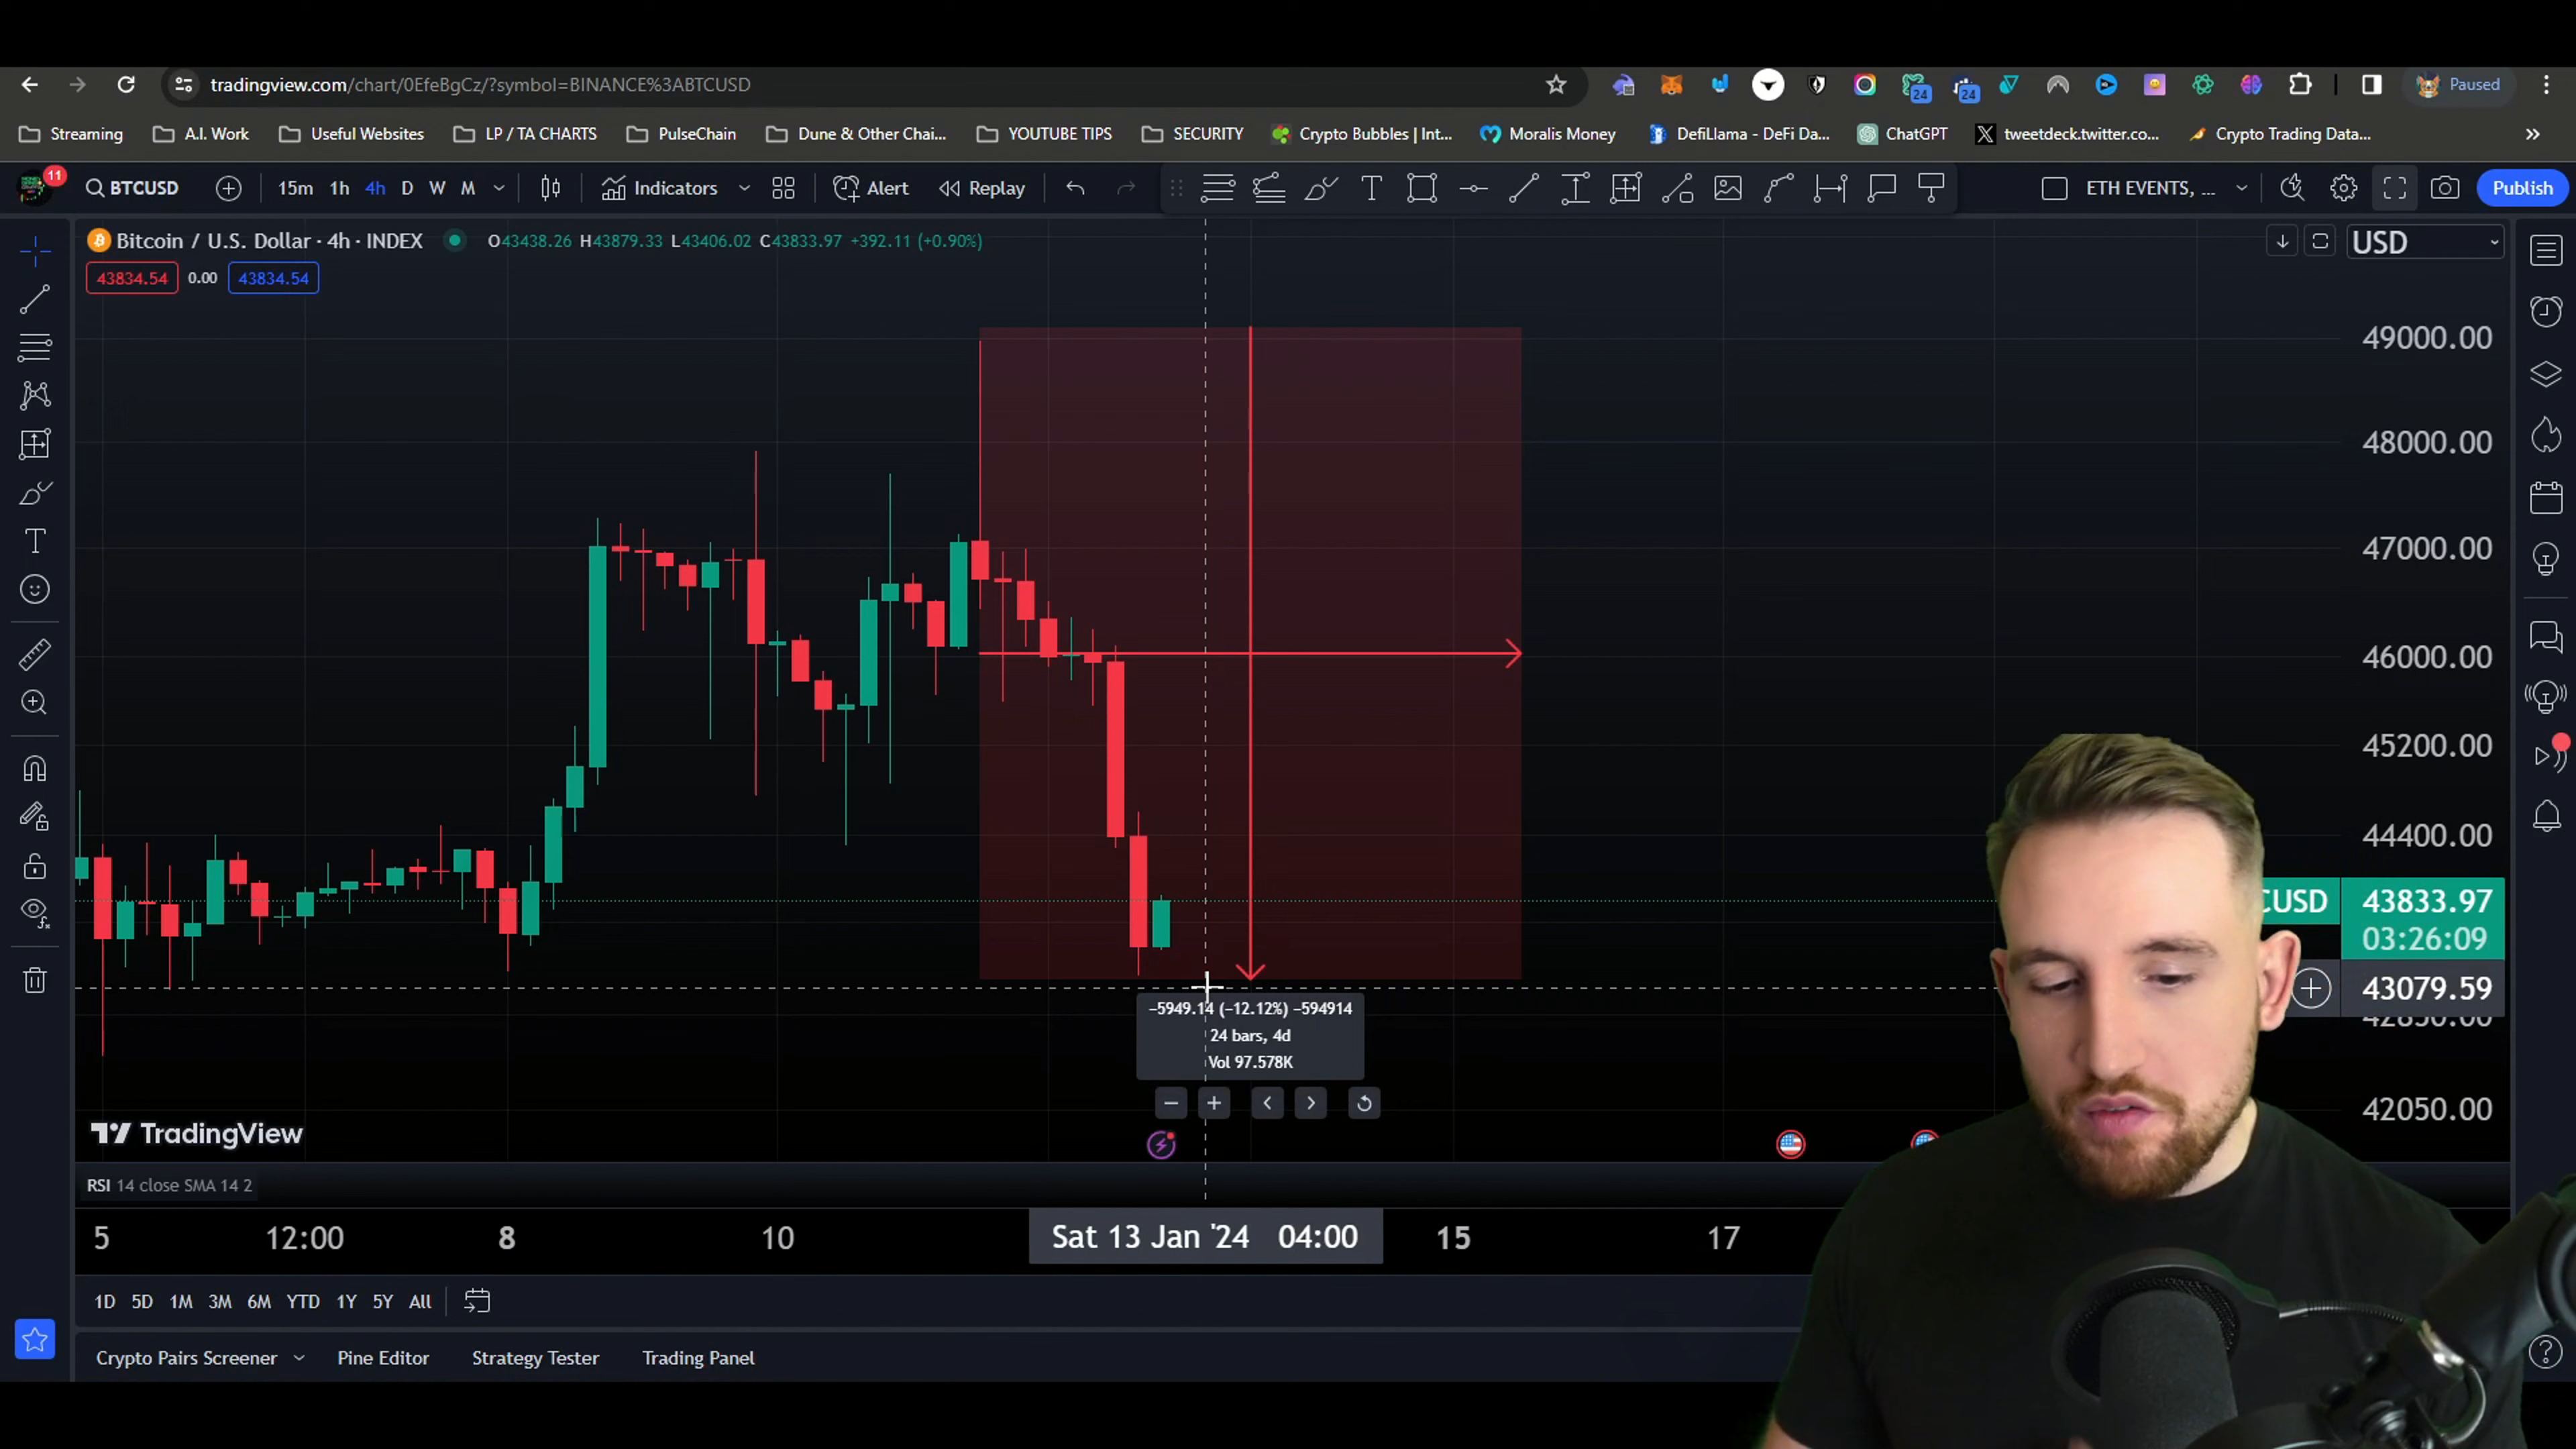 tradingview.com/chart/0EfeBgCz/?symbol=BINANCE%3ABTCUSD
24
24
Paused
Streaming
A.I. Work
Useful Websites
LP / TA CHARTS
PulseChain
Dune & Other Chai...
YOUTUBE TIPS
SECURITY
Crypto Bubbles | Int...
Moralis Money
DefiLlama - DeFi Da...
ChatGPT
tweetdeck.twitter.co...
Crypto Trading Data...
11
BTCUSD
15m
1h
4h
D
W
M
Indicators
Alert
Replay
ETH EVENTS, ...
Publish
Bitcoin / U.S. Dollar · 4h · INDEX
O43438.26 H43879.33 L43406.02 C43833.97 +392.11 (+0.90%)
USD
43834.54
0.00
43834.54
49000.00
48000.00
47000.00
46000.00
45200.00
44400.00
CUSD
43833.97
03:26:09
43079.59
42850.00
42050.00
−5949.14 (−12.12%) −594914
24 bars, 4d
Vol 97.578K
TradingView
RSI 14 close SMA 14 2
5
12:00
8
10
Sat 13 Jan '24 04:00
15
17
1D
5D
1M
3M
6M
YTD
1Y
5Y
All
Crypto Pairs Screener
Pine Editor
Strategy Tester
Trading Panel